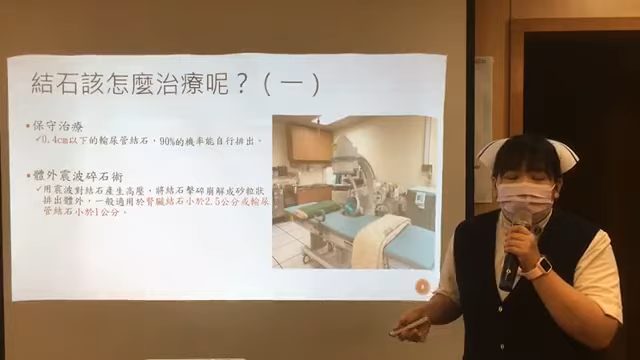 結石該怎麼治療呢？（一）
•保守治療
✓0.4cm以下的輸尿管結石，90%的機率能自行排出。
•體外震波碎石術
✓用震波對結石產生高壓，將結石擊碎崩解成砂粒狀
排出體外，一般適用於腎臟結石小於2.5公分或輸尿
管結石小於1公分。